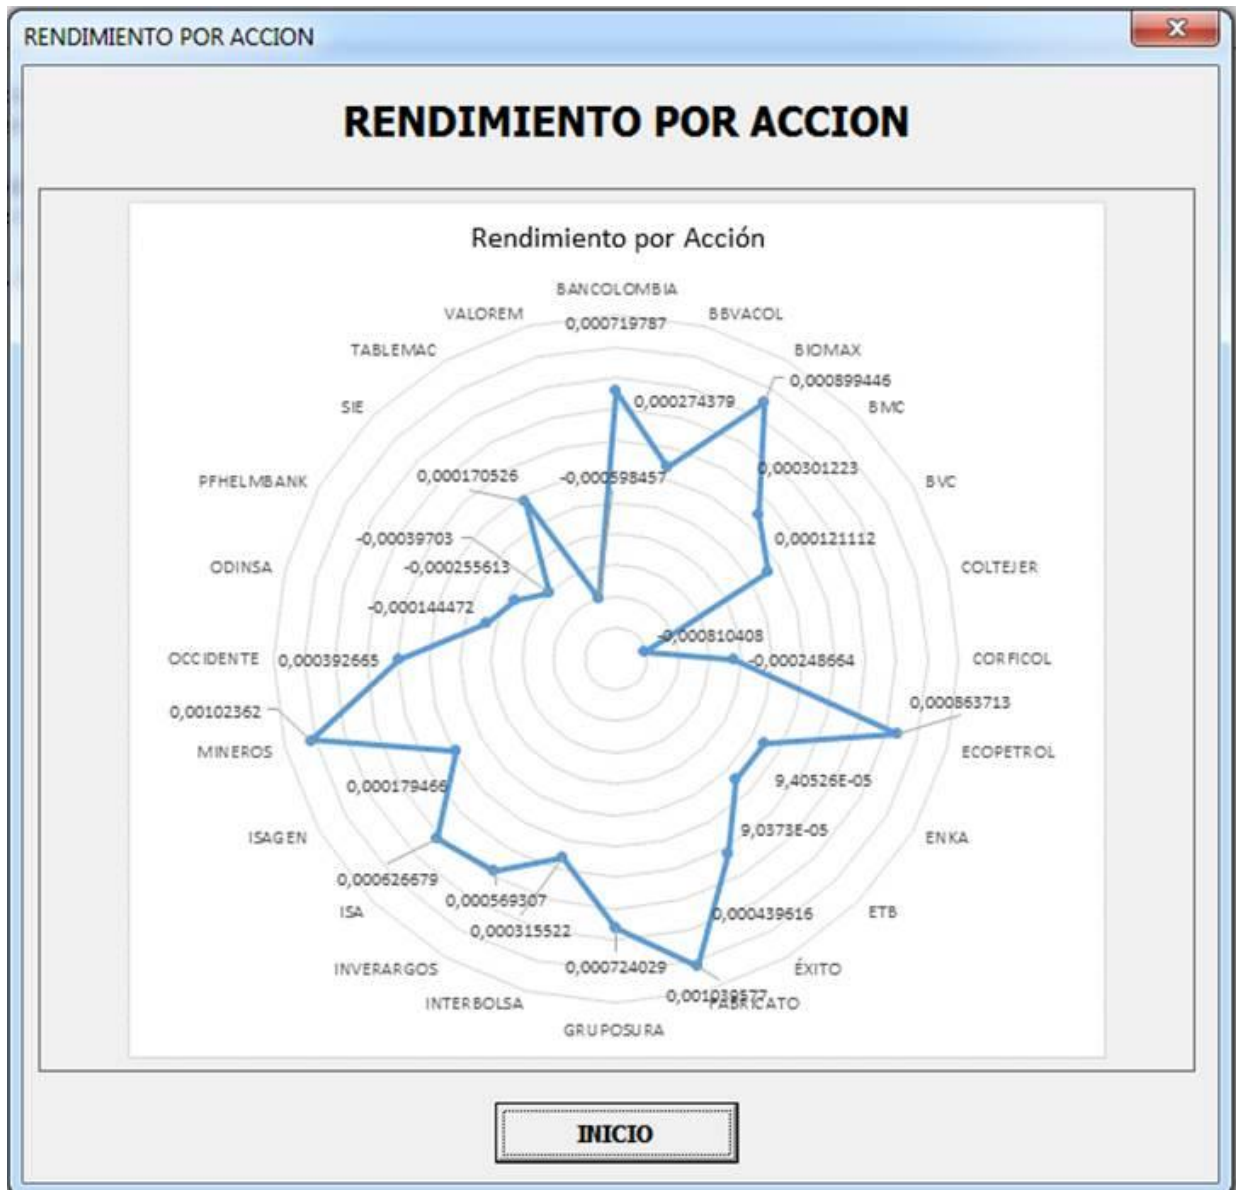 RENDIMIENTO POR ACCION
RENDIMIENTO POR ACCION
Rendimiento por Acción
BANCOLOMBIA
VALOREM
BBVACOL
0,000719787
TABLEMAC
BIOMAX
0,000899446
SIE
0,000274379
BMC
0,000170526
-0,000598457
0,000301223
PFHELMBANK
BVC
-0,00039703
0,000121112
ODINSA
-0,000255613
COLTEJER
-0,000144472
-0,000810408
OCCIDENTE
0,000392665
-0,000248664
CORFICOL
0,00102362
0,000863713
MINEROS
ECOPETROL
0,000179466
9,40526E-05
ISAGEN
9,0373E-05
ENKA
0,000626679
0,000569307
ISA
0,000439616
ETB
0,000315522
INVERARGOS
0,000724029
ÉXITO
INTERBOLSA
0,001039577
FABRICATO
GRUPOSURA
INICIO